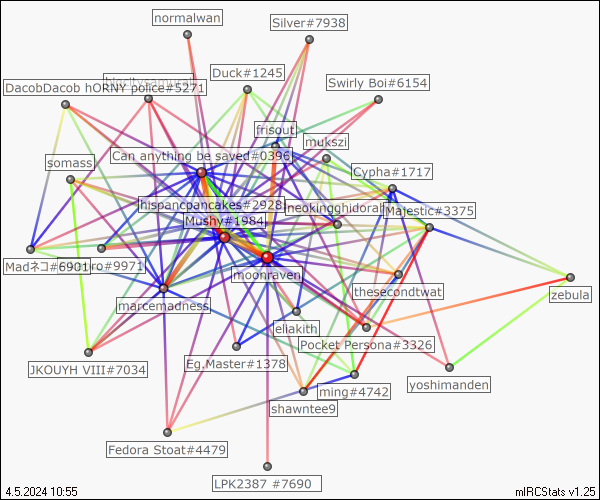 normalwan
Silver#7938
Duck#1245
DacobDacob hORNY police#5271
Swirly Boi#6154
frisout
mukszi
Can anything be saved#0396
somass
Cypha#1717
hispancpancakes#2928
neokingghidorah
Majestic#3375
Mushy#1984
Madネコ#6901
#9971
moonraven
thesecondtwat
zebula
marcemadness
eliakith
Pocket Persona#3326
Eg.Master#1378
JKOUYH VIII#7034
yoshimanden
ming#4742
shawntee9
Fedora Stoat#4479
LPK2387 #7690
4.5.2024 10:55
mIRCStats v1.25